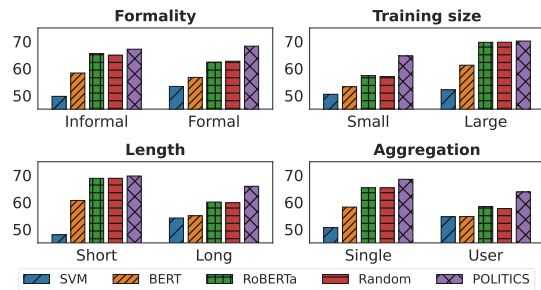 Formality
Training size
70
60
50
Informal
Formal
70
60
50
Small
Large
Length
Aggregation
70
60
50
Short
Long
70
60
50
Single
User
SVM
BERT
RoBERTa
Random
POLITICS